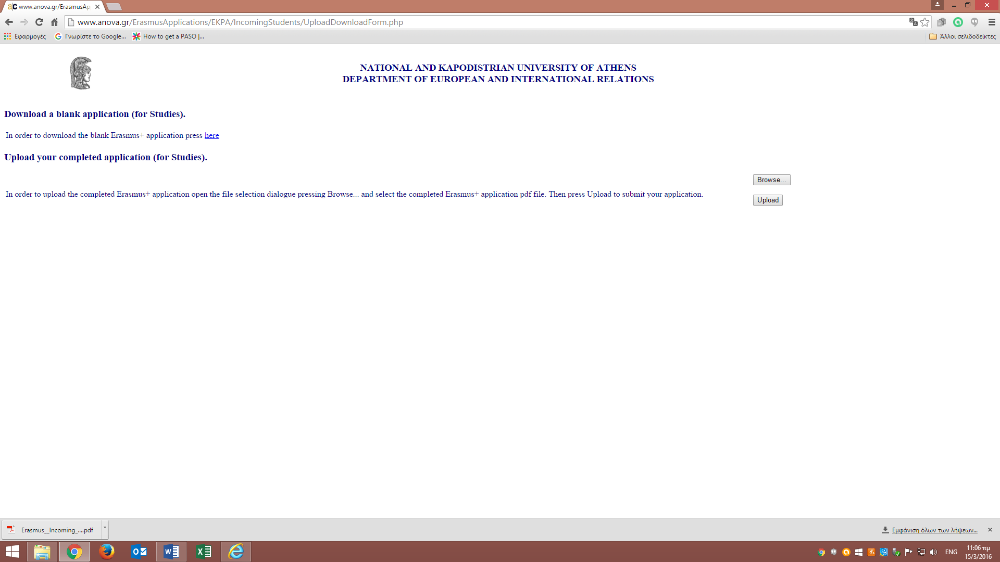 www.anova.gr/ErasmusAp
www.anova.gr/ErasmusApplications/EKPA/IncomingStudents/UploadDownloadForm.php
Εφαρμογές Γνωρίστε το Google... How to get a PASO |... Άλλοι σελιδοδείκτες
NATIONAL AND KAPODISTRIAN UNIVERSITY OF ATHENS
DEPARTMENT OF EUROPEAN AND INTERNATIONAL RELATIONS
Download a blank application (for Studies).
In order to download the blank Erasmus+ application press here
Upload your completed application (for Studies).
Browse...
In order to upload the completed Erasmus+ application open the file selection dialogue pressing Browse... and select the completed Erasmus+ application pdf file. Then press Upload to submit your application.
Upload
Erasmus__Incoming_....pdf Εμφάνιση όλων των λήψεων...
ENG 11:06 πμ
15/3/2016